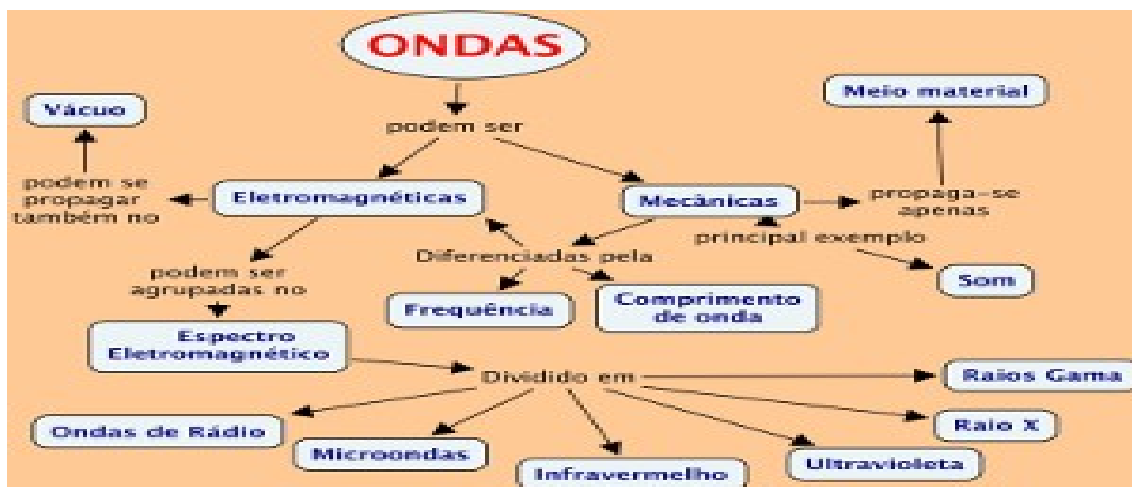 ONDAS
podem ser
Vácuo
Meio material
podem se
propagar
também no
Eletromagnéticas
Mecânicas
propaga-se
apenas
principal exemplo
Som
Diferenciadas pela
Frequência
Comprimento
de onda
podem ser
agrupadas no
Espectro
Eletromagnético
Dividido em
Raios Gama
Raio X
Ultravioleta
Infravermelho
Microondas
Ondas de Rádio